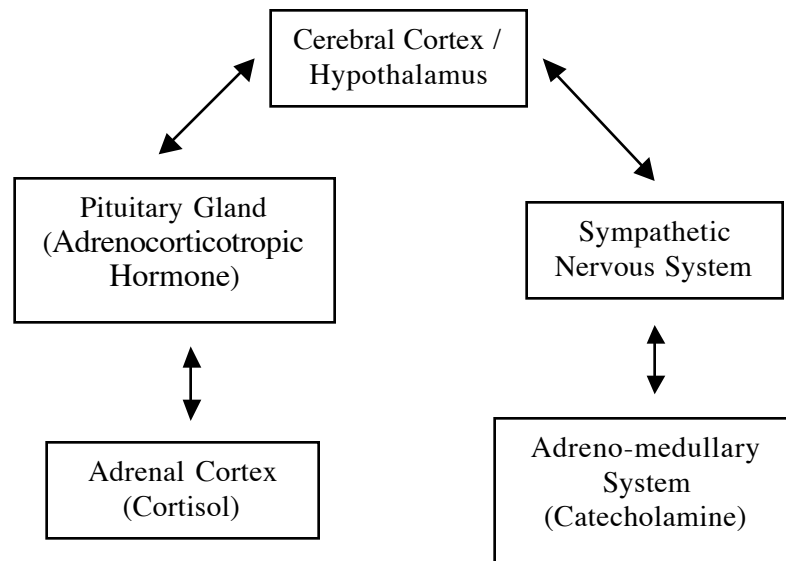 Cerebral Cortex /
Hypothalamus
Pituitary Gland
(Adrenocorticotropic
Hormone)
Sympathetic
Nervous System
Adrenal Cortex
(Cortisol)
Adreno-medullary
System
(Catecholamine)